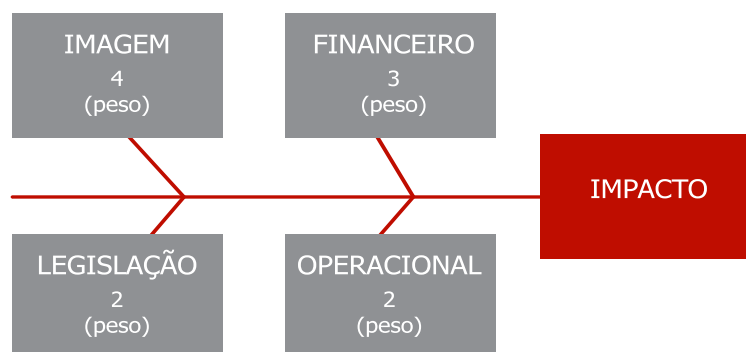 IMAGEM
4
(peso)
FINANCEIRO
3
(peso)
IMPACTO
LEGISLAÇÃO
2
(peso)
OPERACIONAL
2
(peso)